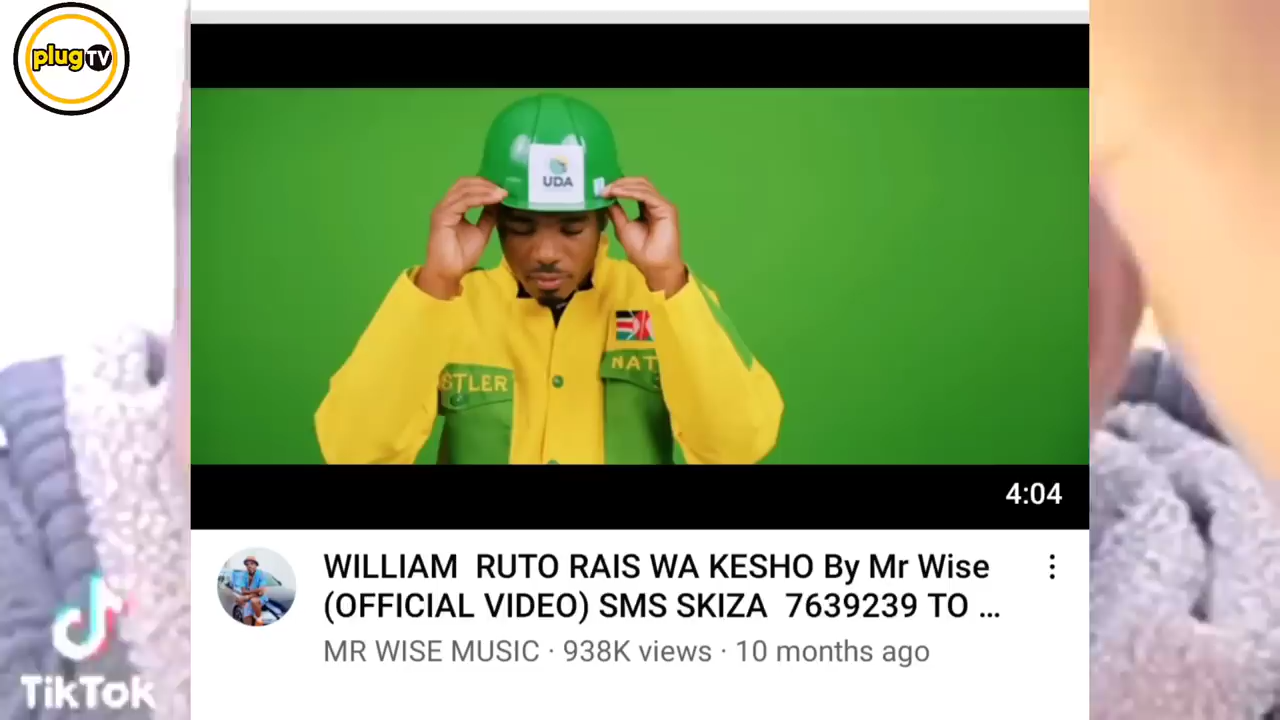 plugTV
UDA
STLER
NAT
4:04
WILLIAM RUTO RAIS WA KESHO By Mr Wise
(OFFICIAL VIDEO) SMS SKIZA 7639239 TO ...
MR WISE MUSIC · 938K views · 10 months ago
TikTok